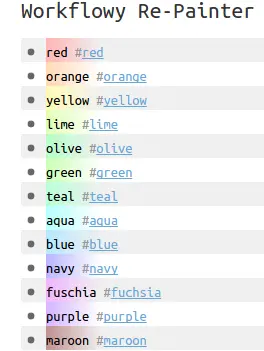 Workflowy Re-Painter
red #red
orange #orange
yellow #yellow
lime #lime
olive #olive
green #green
teal #teal
aqua #aqua
blue #blue
navy #navy
fuschia #fuchsia
purple #purple
maroon #maroon